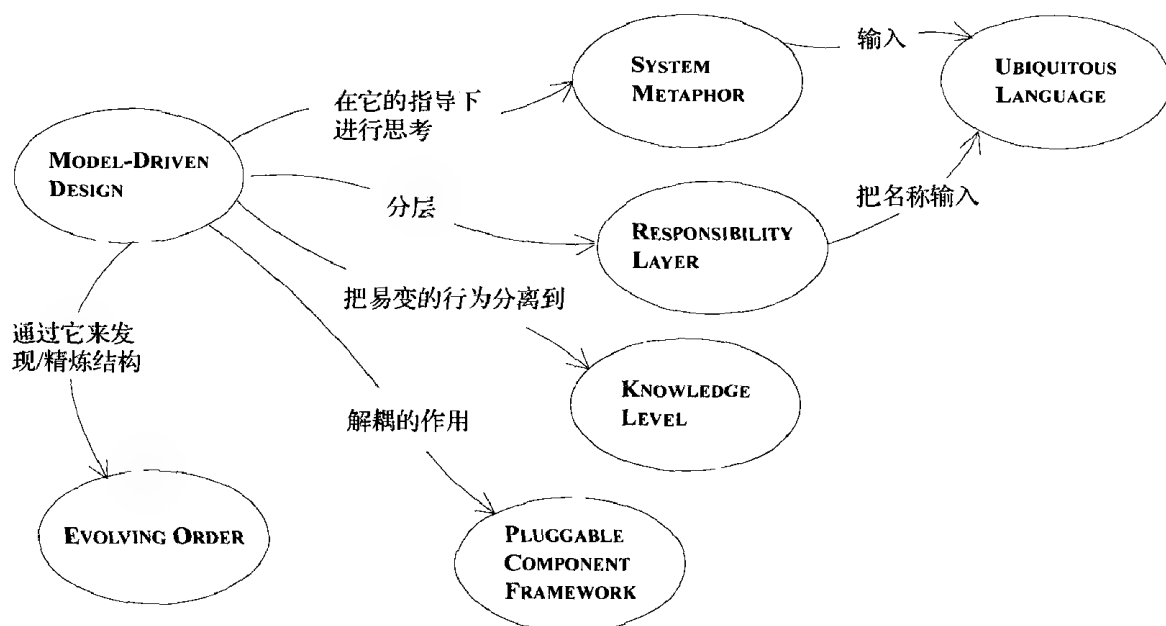 SYSTEM
METAPHOR
输入
UBIQUITOUS
LANGUAGE
在它的指导下
进行思考
MODEL-DRIVEN
DESIGN
分层
把名称输入
RESPONSIBILITY
LAYER
把易变的行为分离到
通过它来发
现/精炼结构
KNOWLEDGE
LEVEL
解耦的作用
EVOLVING ORDER
PLUGGABLE
COMPONENT
FRAMEWORK